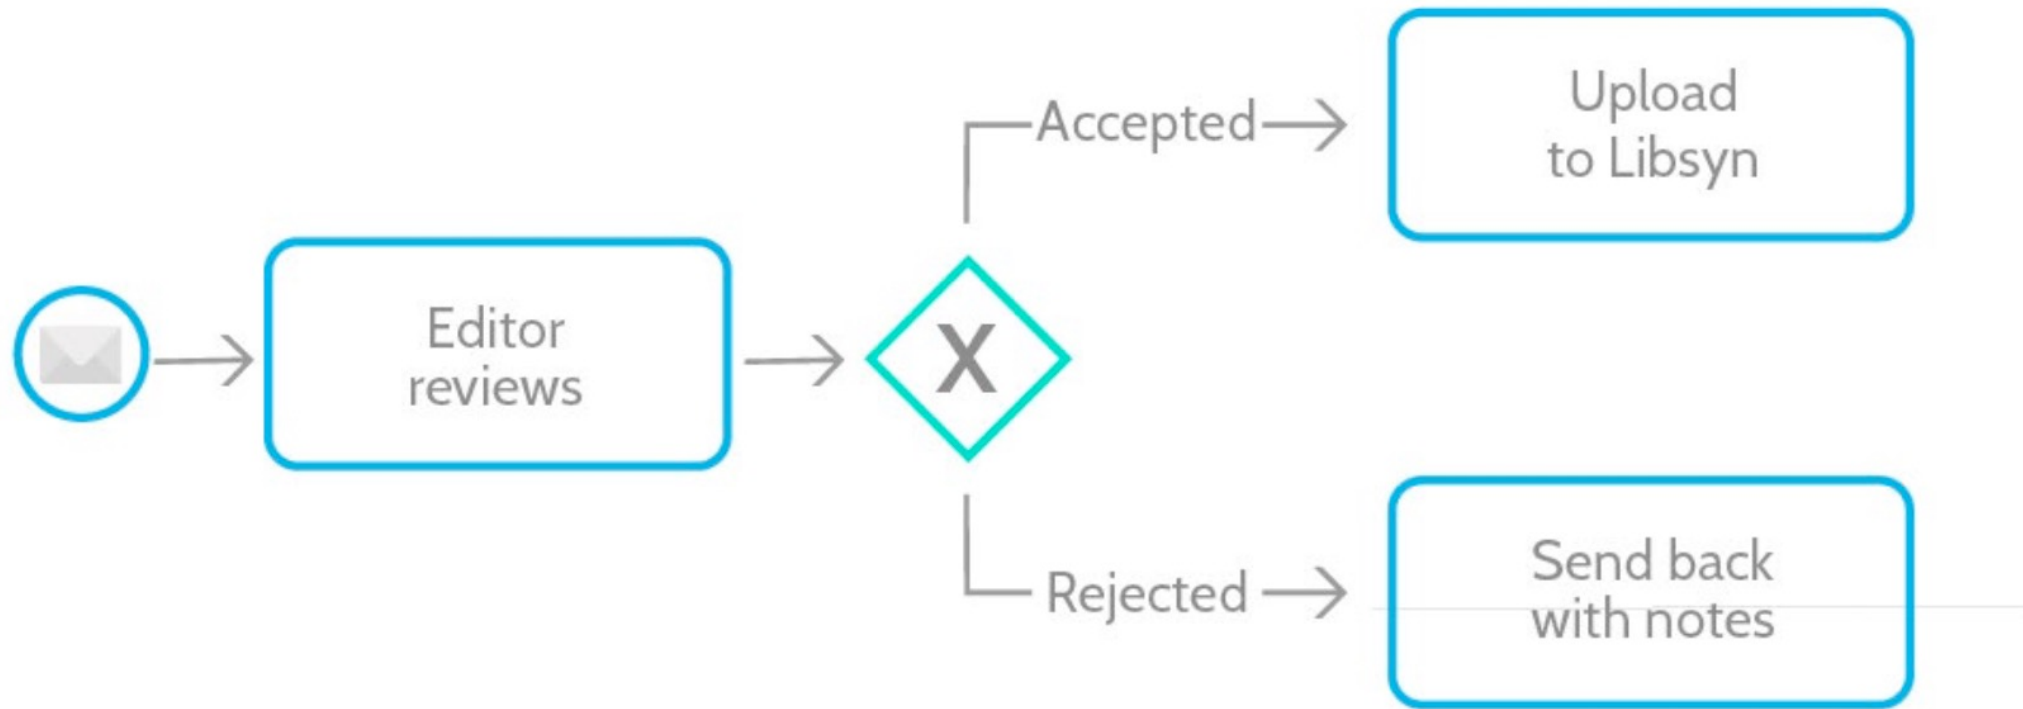 Editor
reviews
X
Accepted
Upload
to Libsyn
Rejected
Send back
with notes